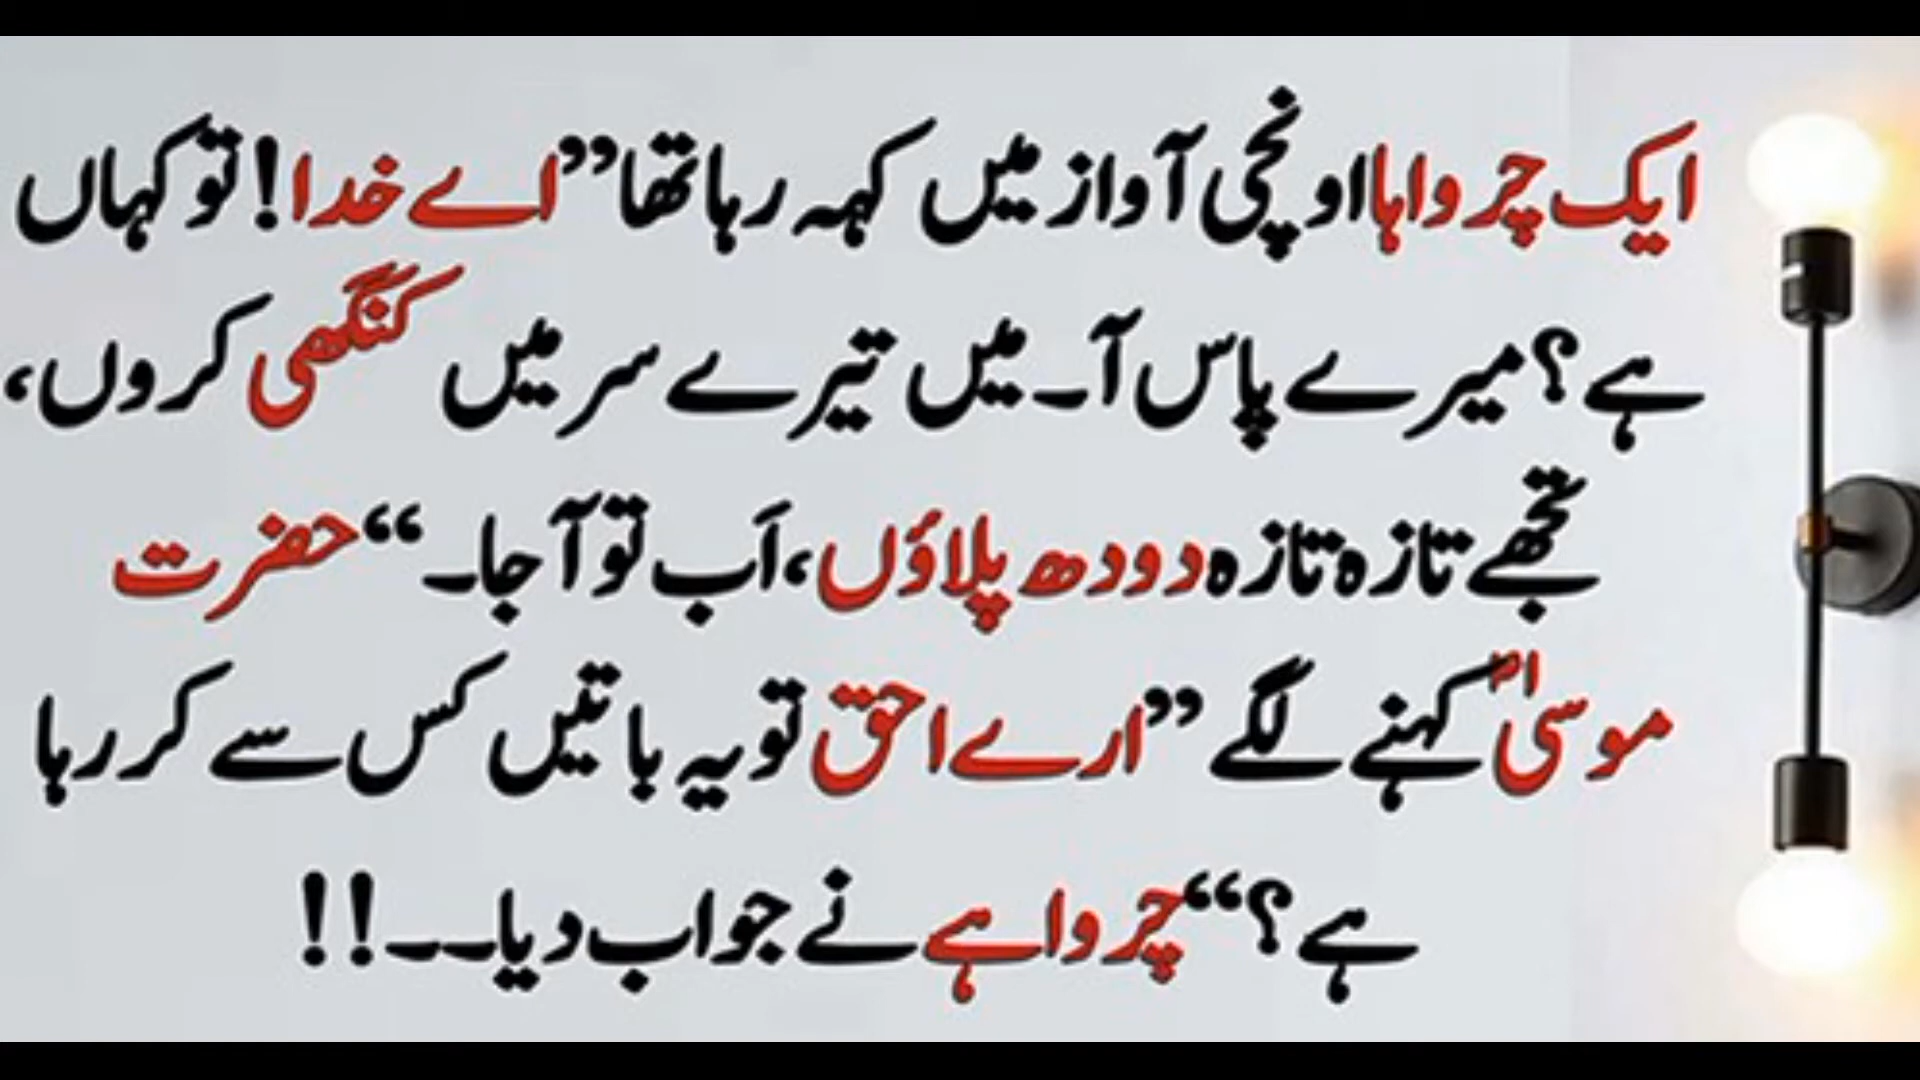 ایک چرواہا اونچی آواز میں کہہ رہا تھا ”اے خدا! تو کہاں
ہے؟ میرے پاس آ۔ میں تیرے سر میں کنگھی کروں،
تجھے تازہ تازہ دودھ پلاؤں، اَب تو آ جا۔“ حضرت
موسیٰؑ کہنے لگے ”ارے احمق تو یہ باتیں کس سے کر رہا
ہے؟“ چرواہے نے جواب دیا۔۔۔!!